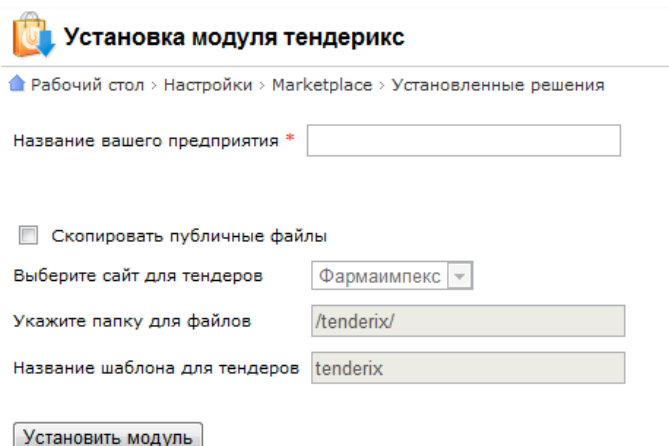 Установка модуля тендерикс
Рабочий стол > Настройки > Marketplace > Установленные решения
Название вашего предприятия *
Скопировать публичные файлы
Выберите сайт для тендеров Фармаимпекс
Укажите папку для файлов /tenderix/
Название шаблона для тендеров tenderix
Установить модуль